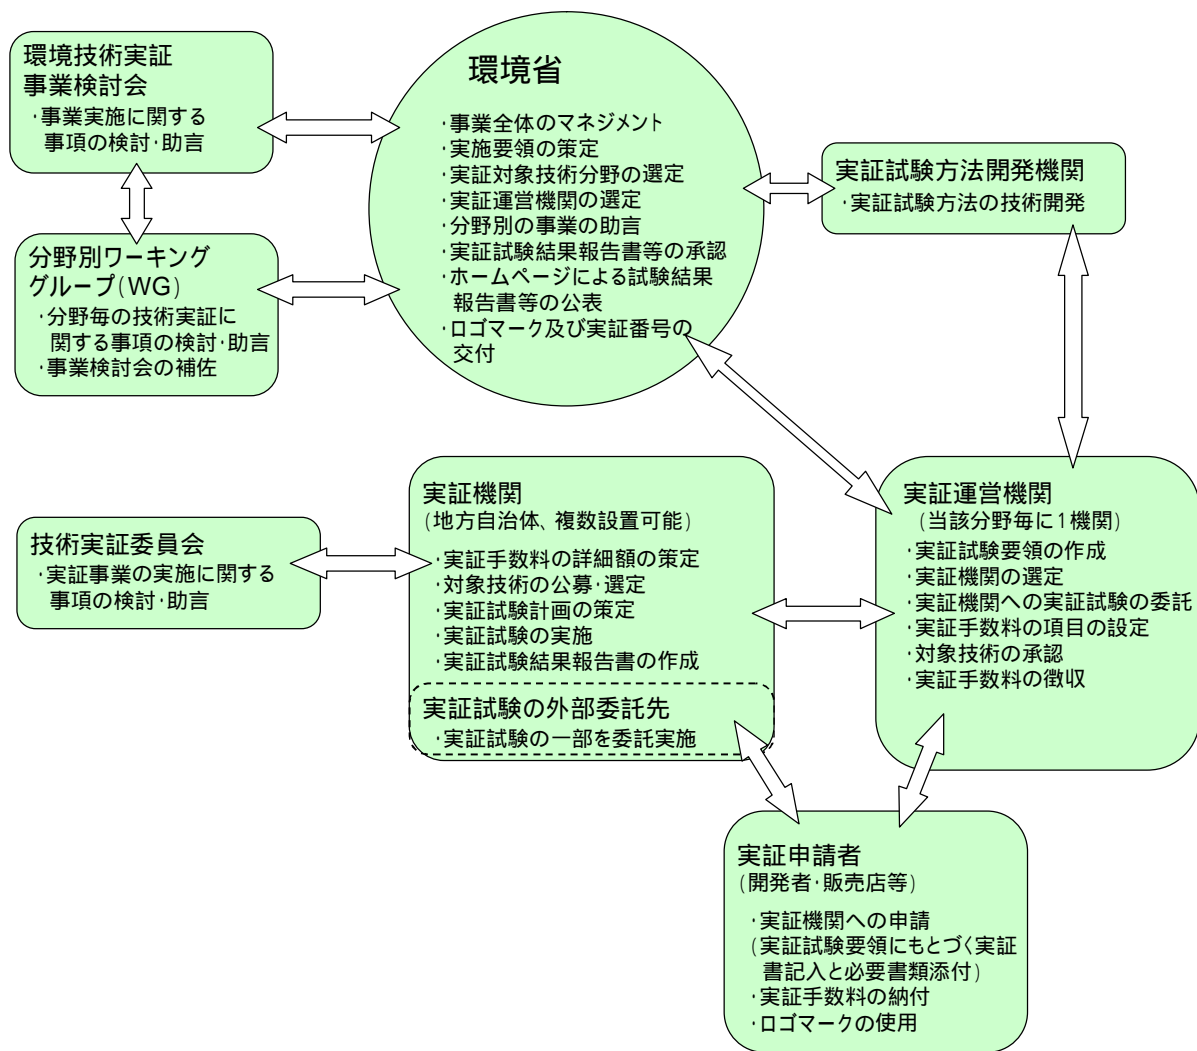 環境技術実証
事業検討会
・事業実施に関する
事項の検討・助言
分野別ワーキング
グループ(WG)
・分野毎の技術実証に
関する事項の検討・助言
・事業検討会の補佐
環境省
・事業全体のマネジメント
・実施要領の策定
・実証対象技術分野の選定
・実証運営機関の選定
・分野別の事業の助言
・実証試験結果報告書等の承認
・ホームページによる試験結果
報告書等の公表
・ロゴマーク及び実証番号の
交付
実証試験方法開発機関
・実証試験方法の技術開発
技術実証委員会
・実証事業の実施に関する
事項の検討・助言
実証機関
(地方自治体、複数設置可能)
・実証手数料の詳細額の策定
・対象技術の公募・選定
・実証試験計画の策定
・実証試験の実施
・実証試験結果報告書の作成
実証試験の外部委託先
・実証試験の一部を委託実施
実証運営機関
(当該分野毎に1機関)
・実証試験要領の作成
・実証機関の選定
・実証機関への実証試験の委託
・実証手数料の項目の設定
・対象技術の承認
・実証手数料の徴収
実証申請者
(開発者・販売店等)
・実証機関への申請
(実証試験要領にもとづく実証
書記入と必要書類添付)
・実証手数料の納付
・ロゴマークの使用